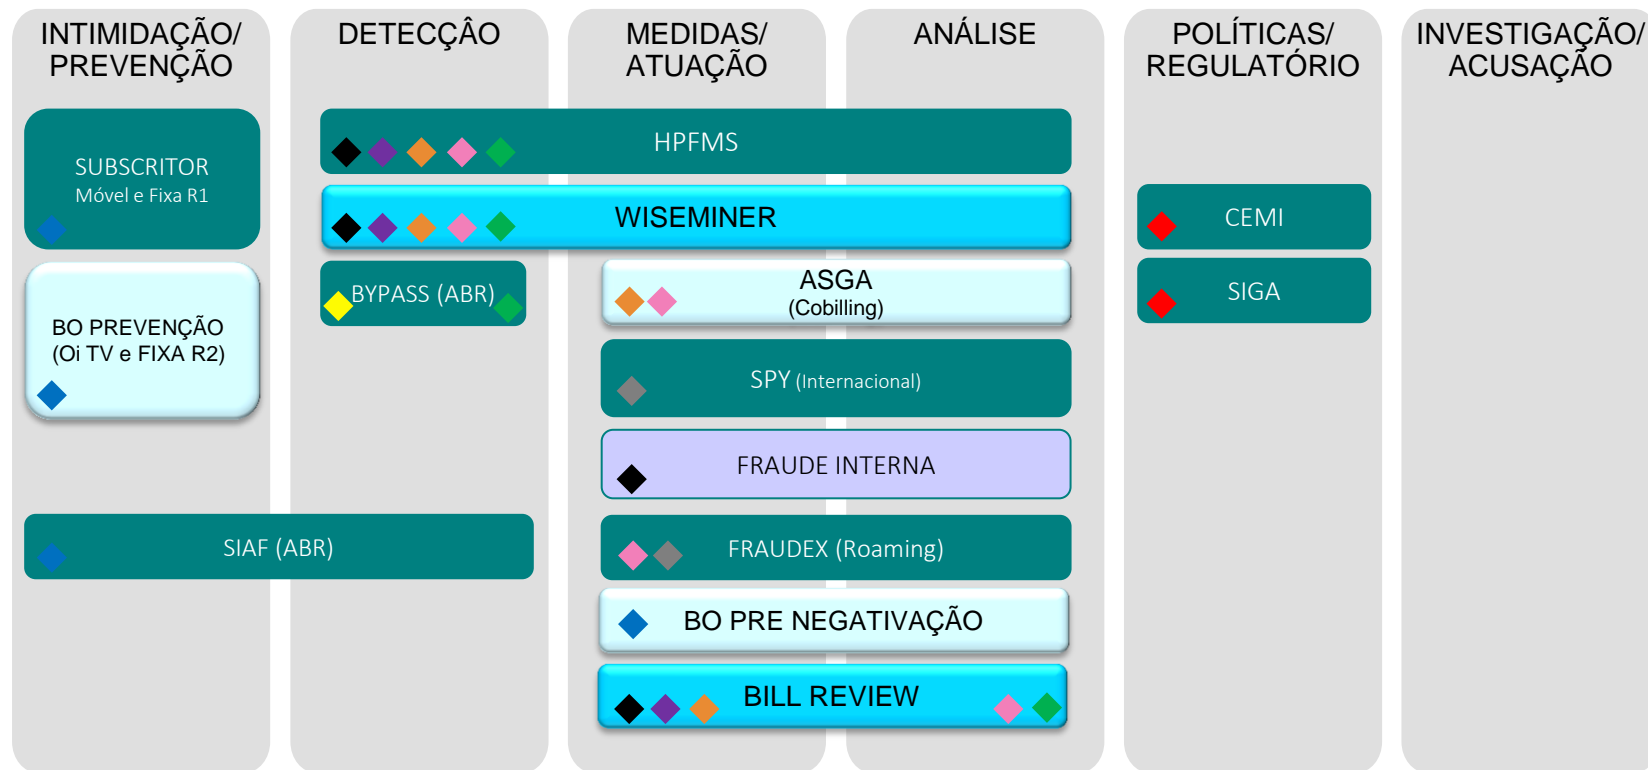 INTIMIDAÇÃO/
PREVENÇÃO
DETECÇÂO
MEDIDAS/
ATUAÇÃO
ANÁLISE
POLÍTICAS/
REGULATÓRIO
INVESTIGAÇÃO/
ACUSAÇÃO
SUBSCRITOR
Móvel e Fixa R1
HPFMS
WISEMINER
CEMI
BO PREVENÇÃO
(Oi TV e FIXA R2)
BYPASS (ABR)
ASGA
(Cobilling)
SIGA
SPY (Internacional)
FRAUDE INTERNA
SIAF (ABR)
FRAUDEX (Roaming)
BO PRE NEGATIVAÇÃO
BILL REVIEW